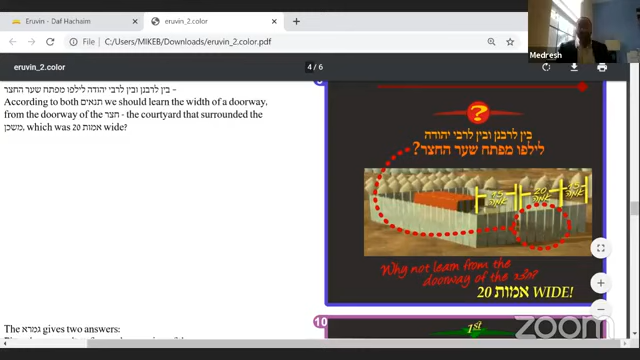 Eruvin - Daf Hachaim
eruvin_2.color
File
C:/Users/MIKEB/Downloads/eruvin_2.color.pdf
Medresh
eruvin_2.color.pdf
4 / 6
בין לרבנן ובין לרבי יהודה לילפו מפתח שער החצר -
According to both תנאים we should learn the width of a doorway,
from the doorway of the חצר - the courtyard that surrounded the
משכן, which was 20 אמות wide?
?
בין לרבנן ובין לרבי יהודה
לילפו מפתח שער החצר?
15 אמה
20 אמה
15 אמה
Why not learn from the
doorway of the חצר?
20 אמות WIDE!
The גמרא gives two answers:
10
1st
zoom